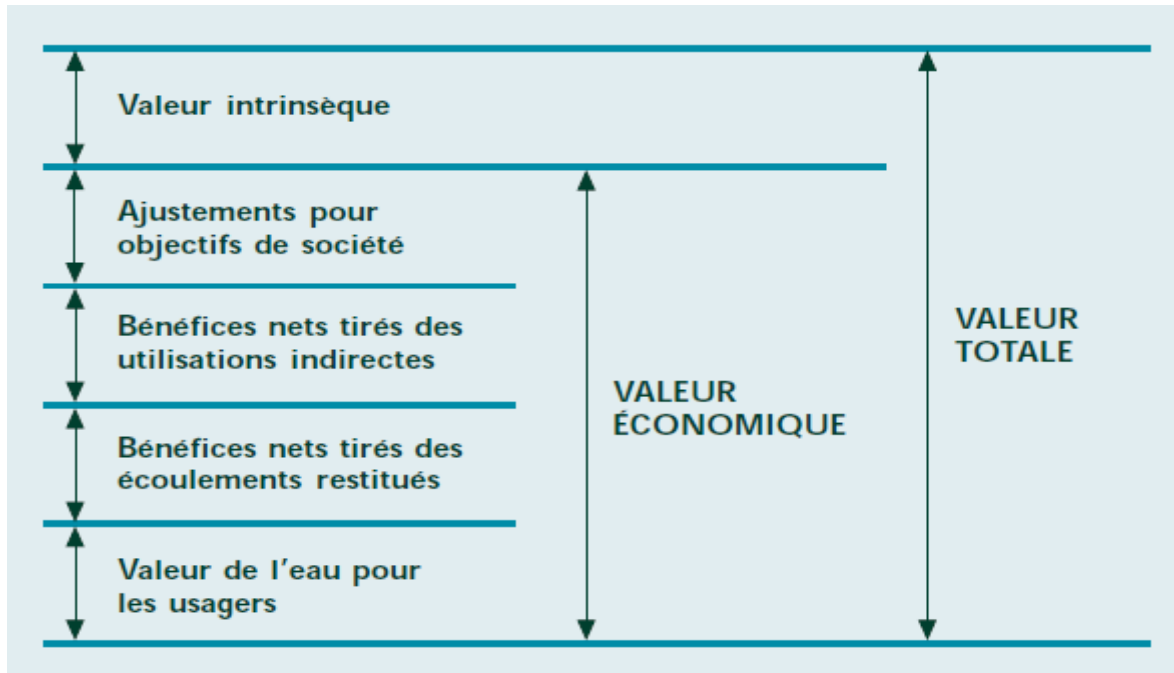 Valeur intrinsèque
Ajustements pour
objectifs de société
Bénéfices nets tirés des
utilisations indirectes
Bénéfices nets tirés des
écoulements restitués
Valeur de l'eau pour
les usagers
VALEUR
ÉCONOMIQUE
VALEUR
TOTALE